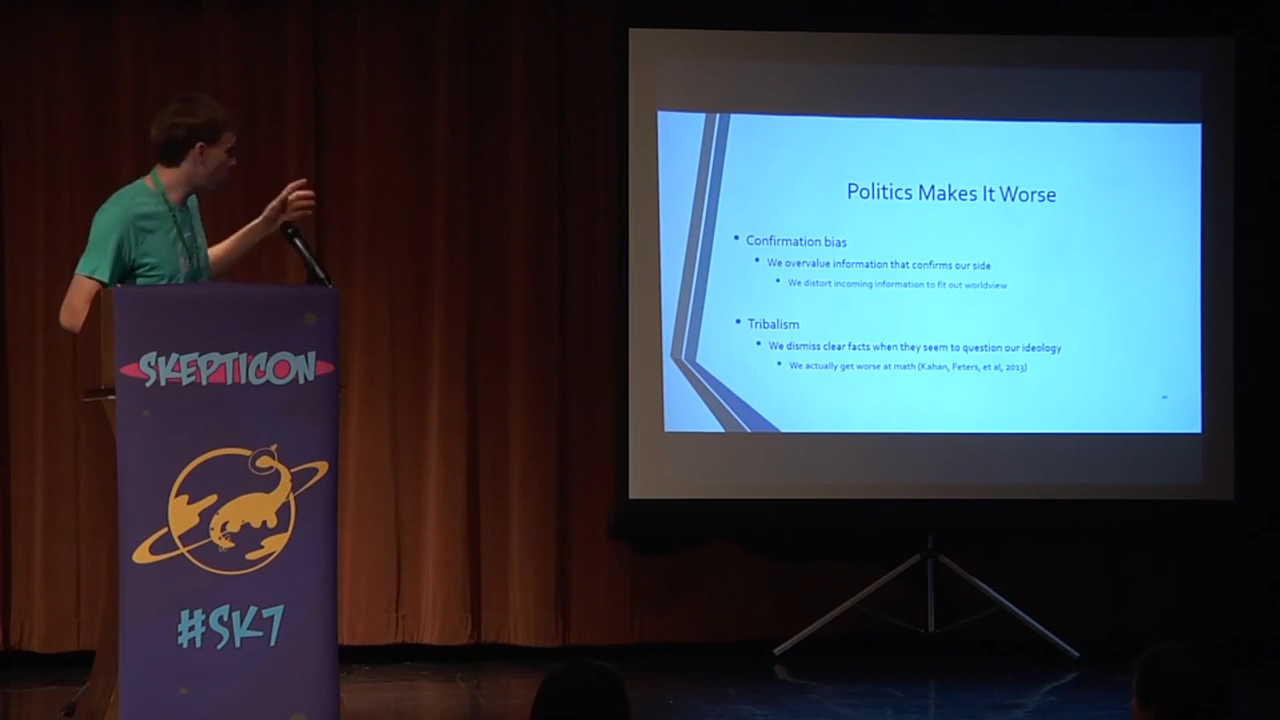 Politics Makes It Worse
• Confirmation bias
• We overvalue information that confirms our side
• We distort incoming information to fit out worldview
• Tribalism
• We dismiss clear facts when they seem to question our ideology
• We actually get worse at math (Kahan, Peters, et al, 2013)
SKEPTICON
#SK7